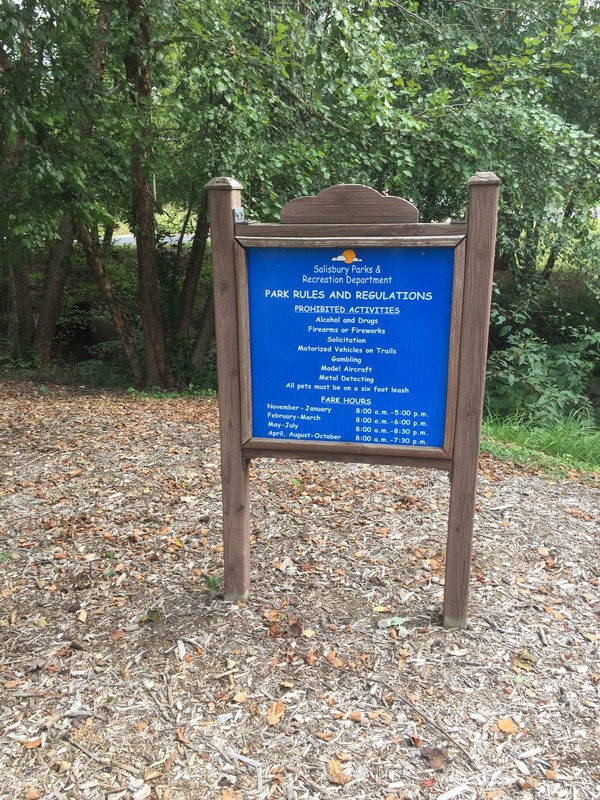 Salisbury Parks &
Recreation Department
PARK RULES AND REGULATIONS
PROHIBITED ACTIVITIES
Alcohol and Drugs
Firearms or Fireworks
Solicitation
Motorized Vehicles on Trails
Gambling
Model Aircraft
Metal Detecting
All pets must be on a six foot leash
PARK HOURS
November-January 8:00 a.m.-5:00 p.m.
February-March 8:00 a.m.-6:00 p.m.
May-July 8:00 a.m.-8:30 p.m.
April, August-October 8:00 a.m.-7:30 p.m.